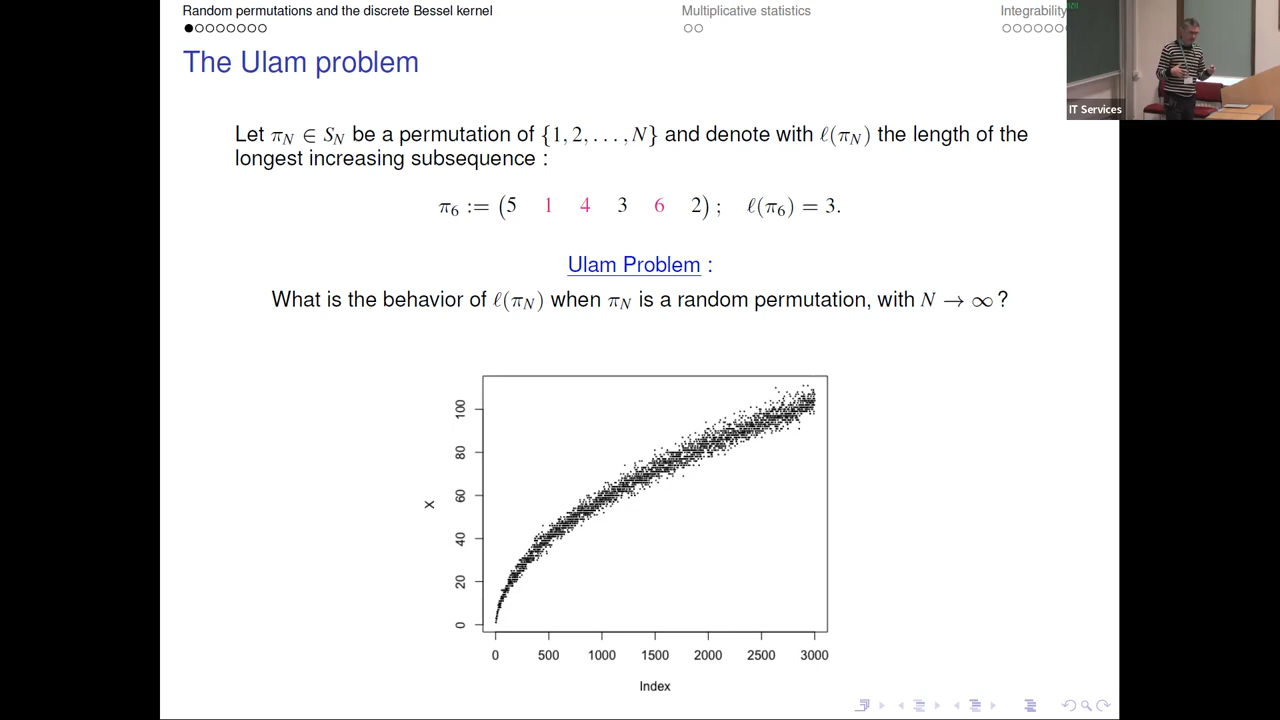 Random permutations and the discrete Bessel kernel Multiplicative statistics Integrability
The Ulam problem
IT Services
Let π_N ∈ S_N be a permutation of {1, 2, . . . , N} and denote with ℓ(π_N) the length of the
longest increasing subsequence :
π_6 := (5 1 4 3 6 2) ; ℓ(π_6) = 3.
Ulam Problem :
What is the behavior of ℓ(π_N) when π_N is a random permutation, with N → ∞ ?
100
80
60
40
20
0
X
0 500 1000 1500 2000 2500 3000
Index